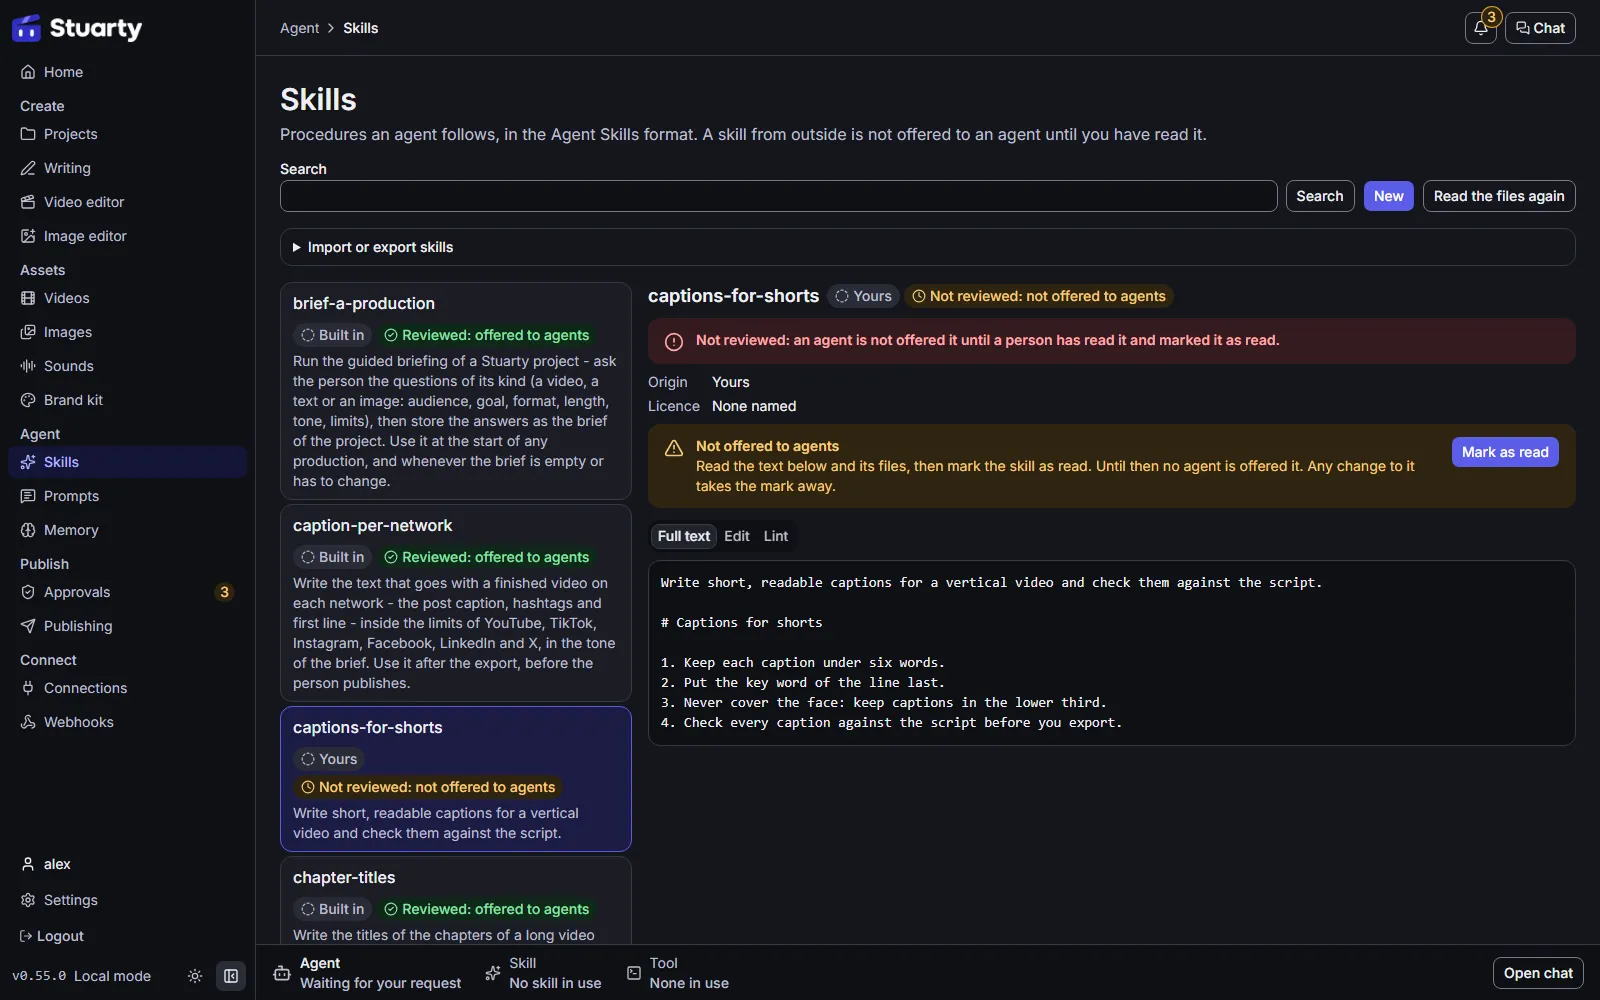 Stuarty
Home
Create
Projects
Writing
Video editor
Image editor
Assets
Videos
Images
Sounds
Brand kit
Agent
Skills
Prompts
Memory
Publish
Approvals 3
Publishing
Connect
Connections
Webhooks
alex
Settings
Logout
v0.55.0 Local mode
Agent > Skills
3
Chat
Skills
Procedures an agent follows, in the Agent Skills format. A skill from outside is not offered to an agent until you have read it.
Search
Search New Read the files again
Import or export skills
brief-a-production
Built in Reviewed: offered to agents
Run the guided briefing of a Stuarty project - ask
the person the questions of its kind (a video, a
text or an image: audience, goal, format, length,
tone, limits), then store the answers as the brief
of the project. Use it at the start of any
production, and whenever the brief is empty or
has to change.
caption-per-network
Built in Reviewed: offered to agents
Write the text that goes with a finished video on
each network - the post caption, hashtags and
first line - inside the limits of YouTube, TikTok,
Instagram, Facebook, LinkedIn and X, in the tone
of the brief. Use it after the export, before the
person publishes.
captions-for-shorts
Yours
Not reviewed: not offered to agents
Write short, readable captions for a vertical
video and check them against the script.
chapter-titles
Built in Reviewed: offered to agents
Write the titles of the chapters of a long video
captions-for-shorts Yours Not reviewed: not offered to agents
Not reviewed: an agent is not offered it until a person has read it and marked it as read.
Origin Yours
Licence None named
Not offered to agents
Read the text below and its files, then mark the skill as read. Until then no agent is offered it. Any change to it
takes the mark away.
Mark as read
Full text Edit Lint
Write short, readable captions for a vertical video and check them against the script.
# Captions for shorts
1. Keep each caption under six words.
2. Put the key word of the line last.
3. Never cover the face: keep captions in the lower third.
4. Check every caption against the script before you export.
Agent
Waiting for your request
Skill
No skill in use
Tool
None in use
Open chat